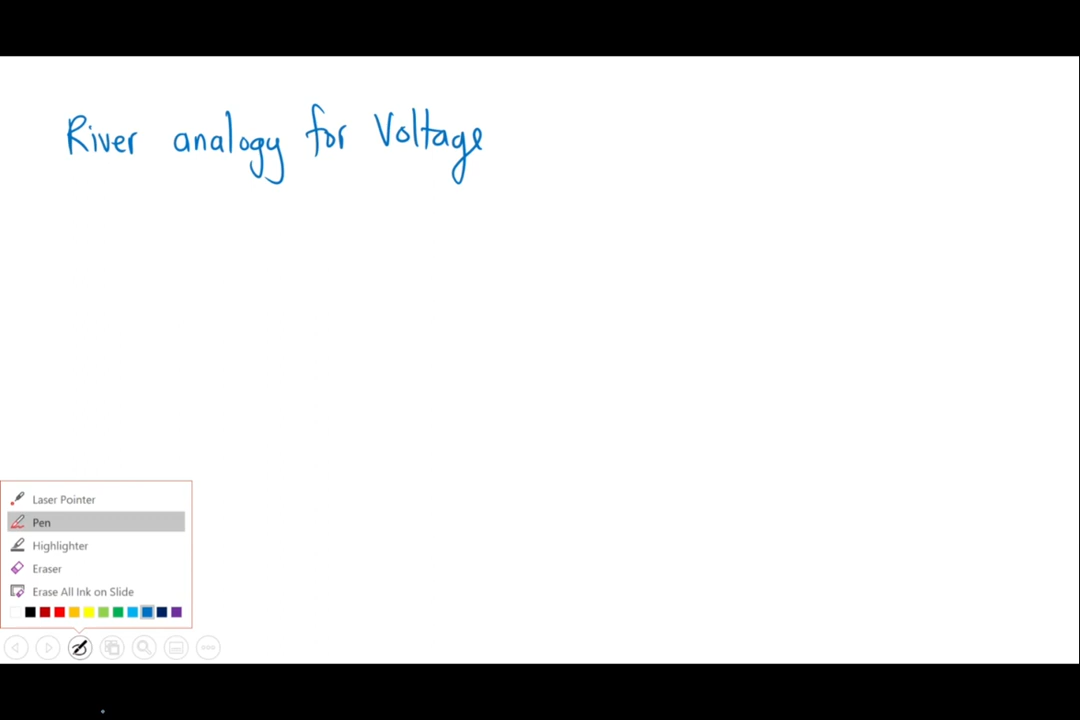 River analogy for Voltage
Laser Pointer
Pen
Highlighter
Eraser
Erase All Ink on Slide